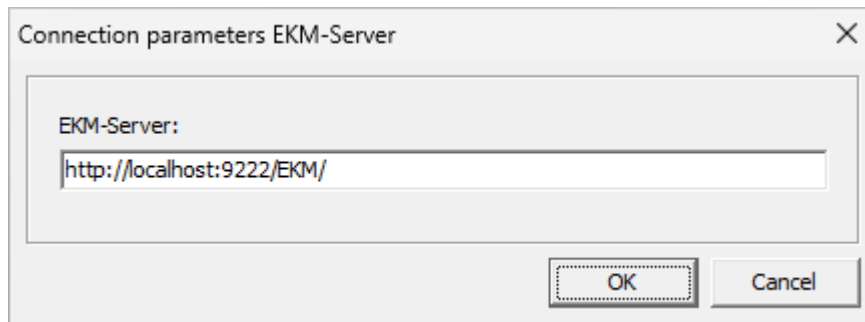 Connection parameters EKM-Server
EKM-Server:
http://localhost:9222/EKM/
OK
Cancel